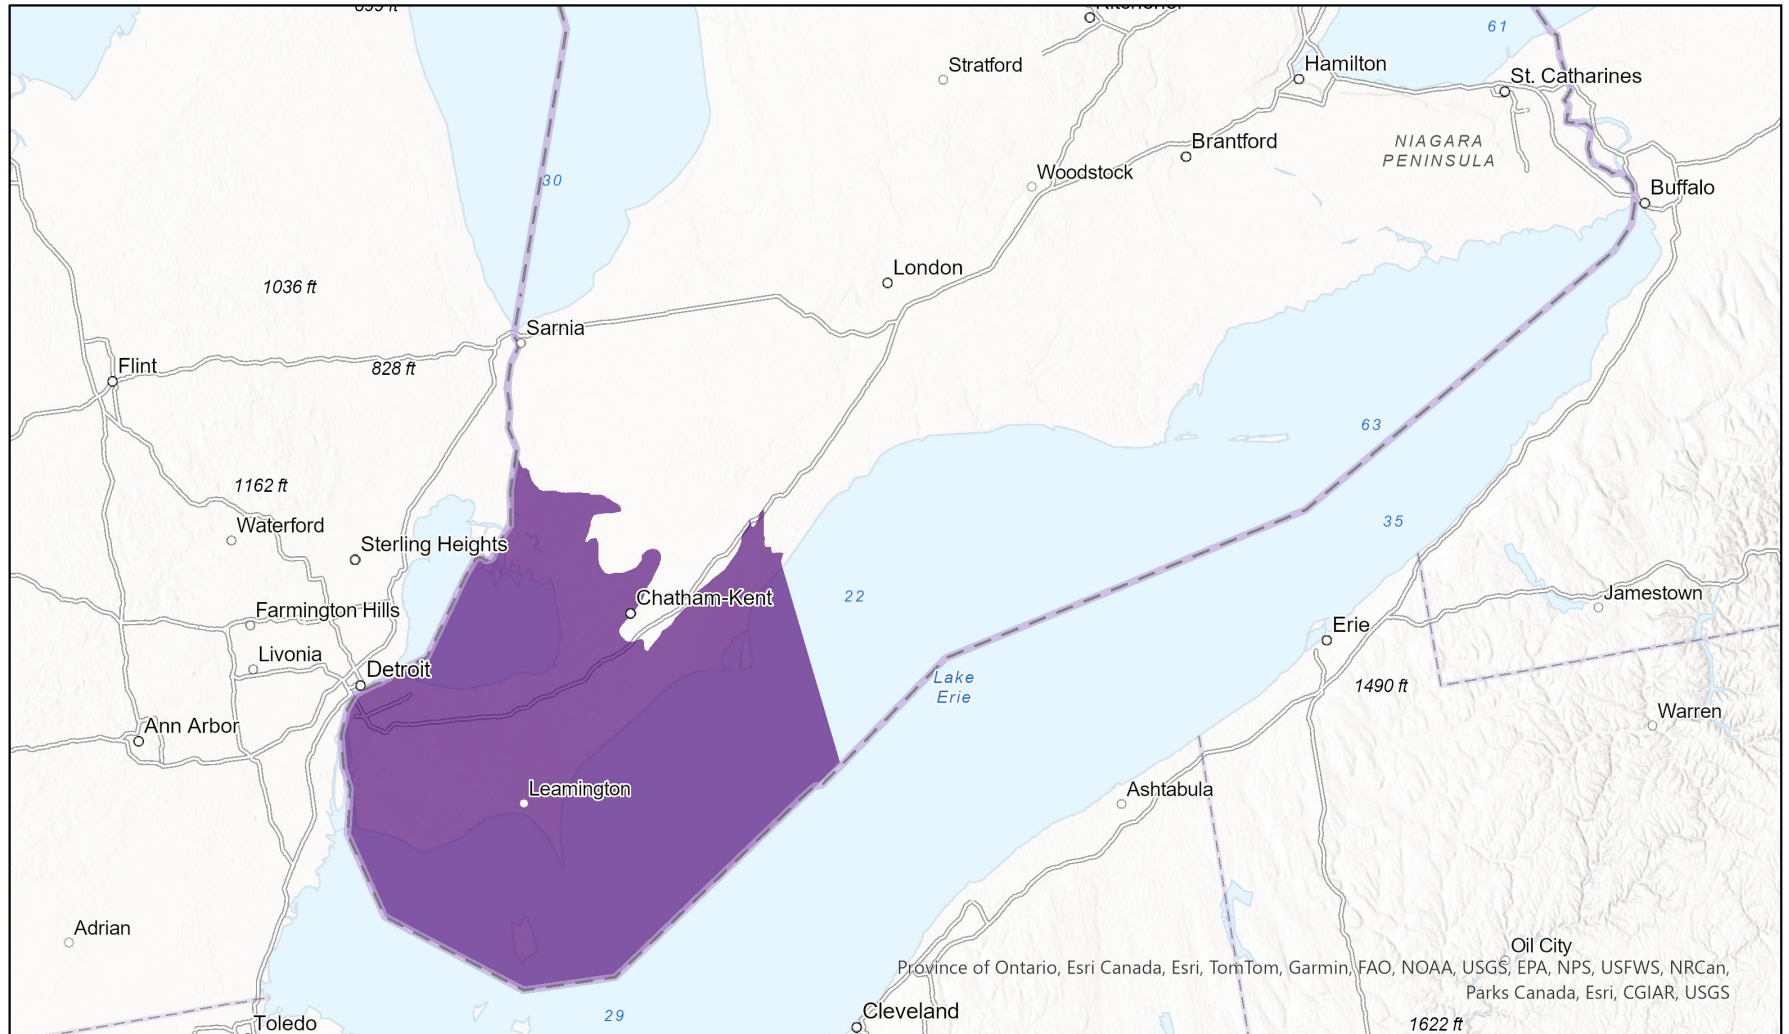 899 ft
Kitchener
61
Stratford
Hamilton
St. Catharines
Brantford
NIAGARA
PENINSULA
Woodstock
30
Buffalo
London
1036 ft
Sarnia
Flint
828 ft
63
1162 ft
Waterford
35
Sterling Heights
Chatham-Kent
22
Jamestown
Farmington Hills
Erie
Livonia
Detroit
Lake
Erie
1490 ft
Ann Arbor
Warren
Leamington
Ashtabula
Adrian
Oil City
Province of Ontario, Esri Canada, Esri, TomTom, Garmin, FAO, NOAA, USGS, EPA, NPS, USFWS, NRCan,
Parks Canada, Esri, CGIAR, USGS
Cleveland
29
Toledo
1622 ft